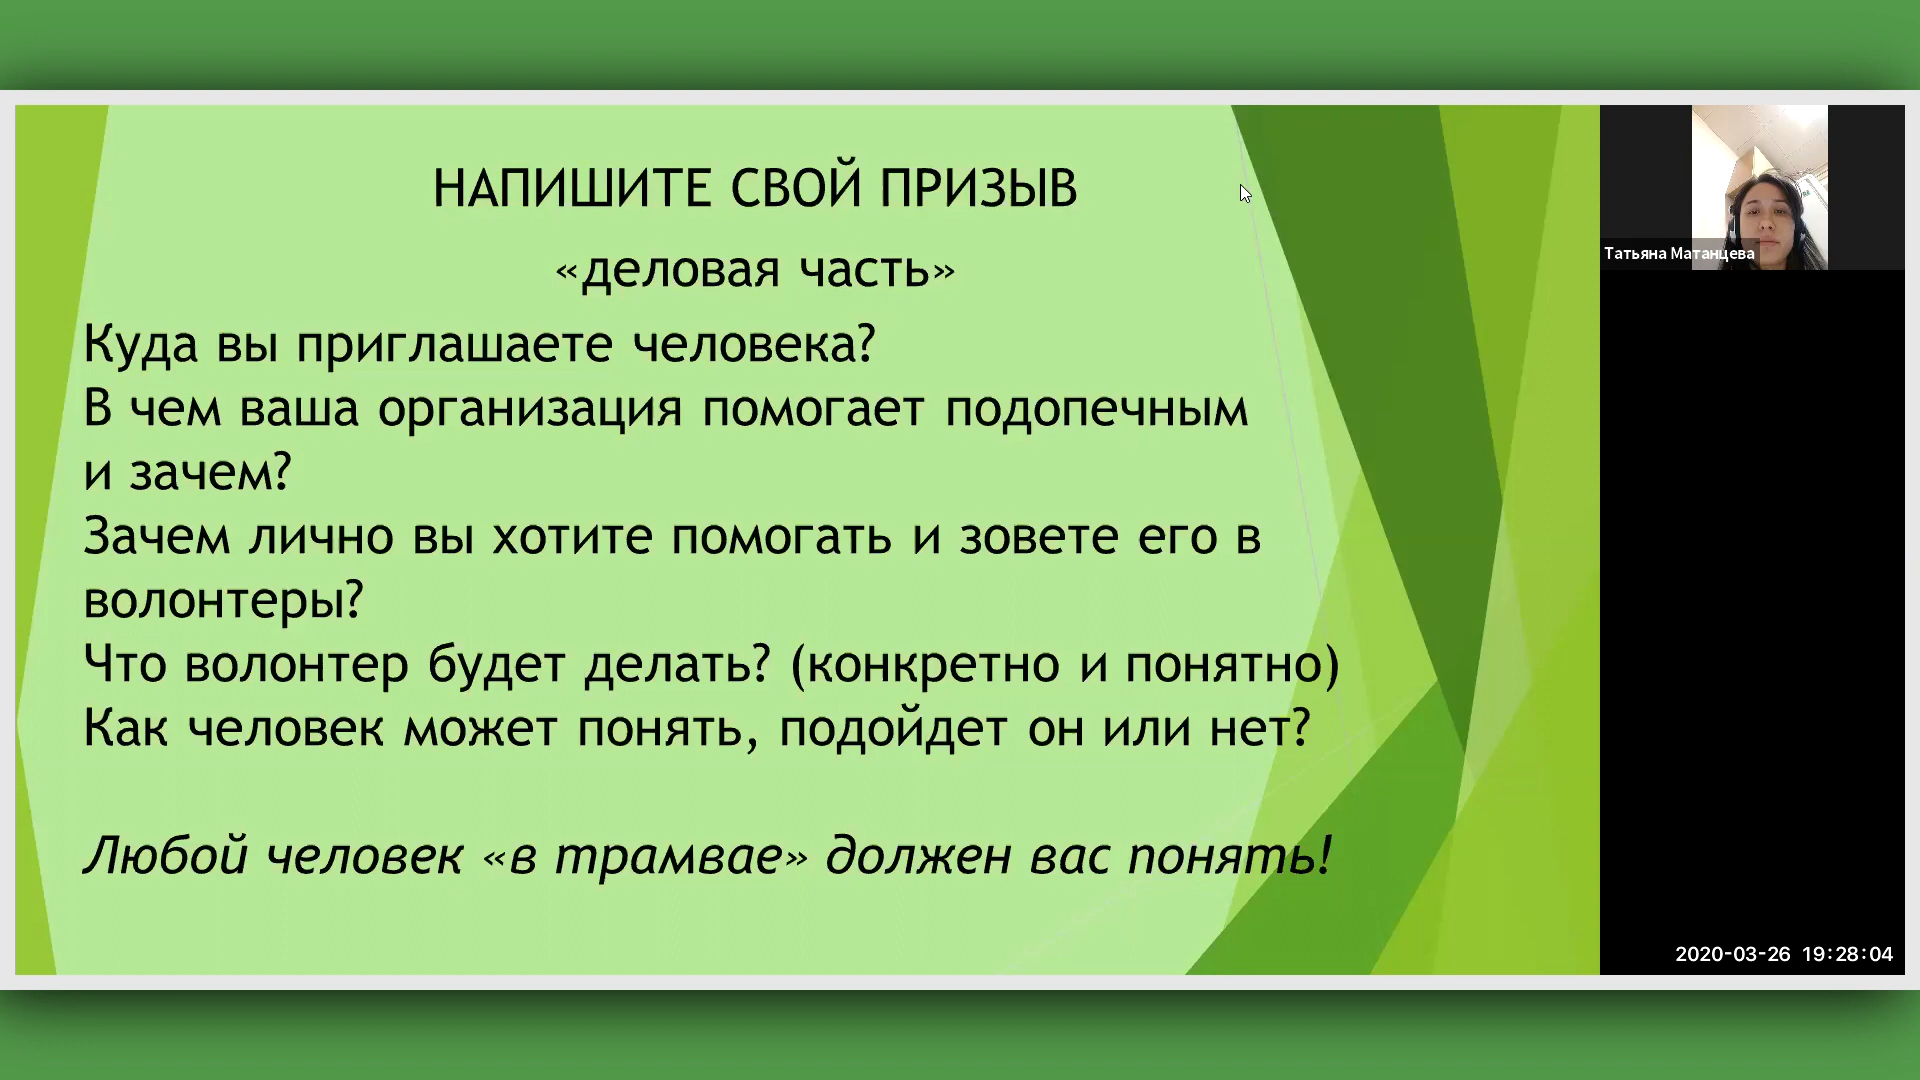 НАПИШИТЕ СВОЙ ПРИЗЫВ
«деловая часть»
Куда вы приглашаете человека?
В чем ваша организация помогает подопечным
и зачем?
Зачем лично вы хотите помогать и зовете его в
волонтеры?
Что волонтер будет делать? (конкретно и понятно)
Как человек может понять, подойдет он или нет?
Любой человек «в трамвае» должен вас понять!
Татьяна Матанцева
2020-03-26 19:28:04